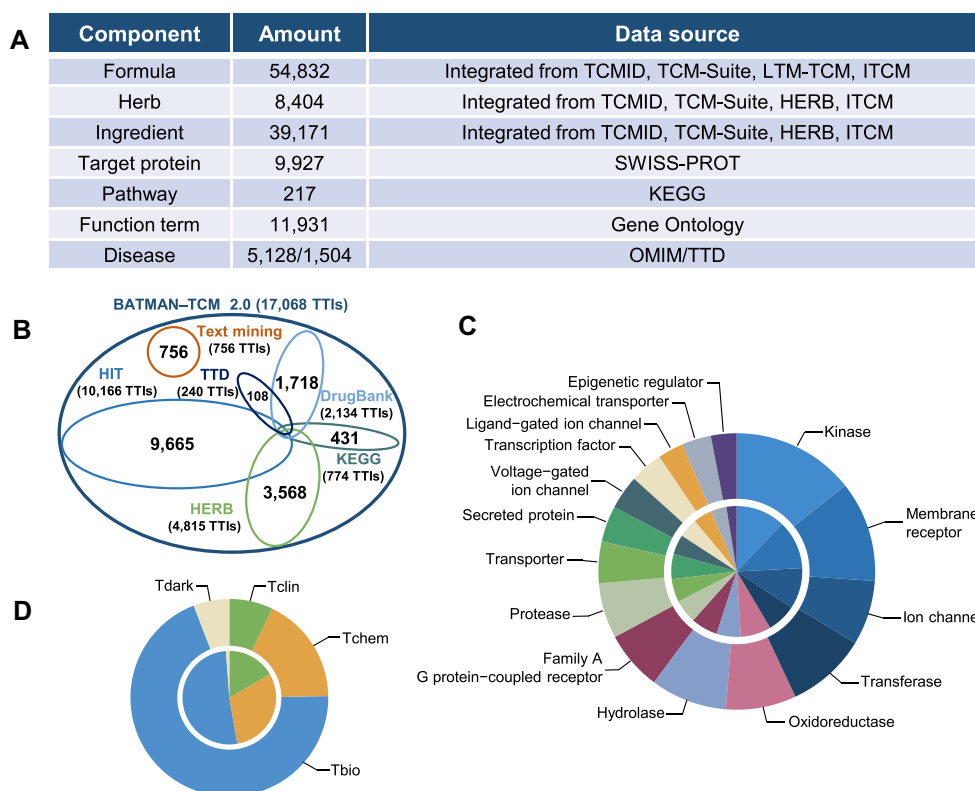 A
Component Amount Data source
Formula 54,832 Integrated from TCMID, TCM-Suite, LTM-TCM, ITCM
Herb 8,404 Integrated from TCMID, TCM-Suite, HERB, ITCM
Ingredient 39,171 Integrated from TCMID, TCM-Suite, HERB, ITCM
Target protein 9,927 SWISS-PROT
Pathway 217 KEGG
Function term 11,931 Gene Ontology
Disease 5,128/1,504 OMIM/TTD
B
BATMAN–TCM 2.0 (17,068 TTIs)
Text mining
(756 TTIs)
756
HIT
(10,166 TTIs)
TTD
(240 TTIs)
108
1,718
DrugBank
(2,134 TTIs)
9,665
431
KEGG
(774 TTIs)
HERB
(4,815 TTIs)
3,568
C
Epigenetic regulator
Electrochemical transporter
Ligand-gated ion channel
Transcription factor
Voltage-gated
ion channel
Secreted protein
Transporter
Protease
Family A
G protein-coupled receptor
Hydrolase
Oxidoreductase
Transferase
Ion channel
Membrane
receptor
Kinase
D
Tdark
Tclin
Tchem
Tbio